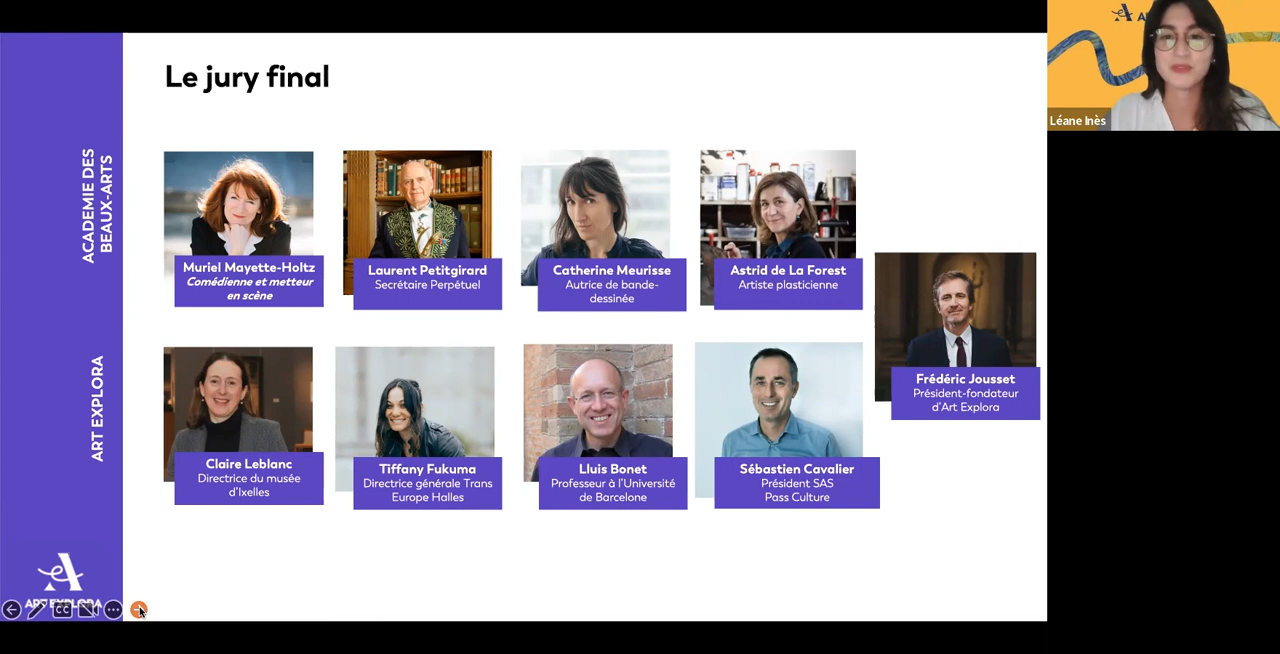 Le jury final
ACADEMIE DES
BEAUX-ARTS
Muriel Mayette-Holtz
Comédienne et metteur
en scène
Laurent Petitgirard
Secrétaire Perpétuel
Catherine Meurisse
Autrice de bande-
dessinée
Astrid de La Forest
Artiste plasticienne
Frédéric Jousset
Président-fondateur
d'Art Explora
ART EXPLORA
Claire Leblanc
Directrice du musée
d'Ixelles
Tiffany Fukuma
Directrice générale Trans
Europe Halles
Lluis Bonet
Professeur à l'Université
de Barcelone
Sébastien Cavalier
Président SAS
Pass Culture
ART EXPLORA
CC
Léane Inès